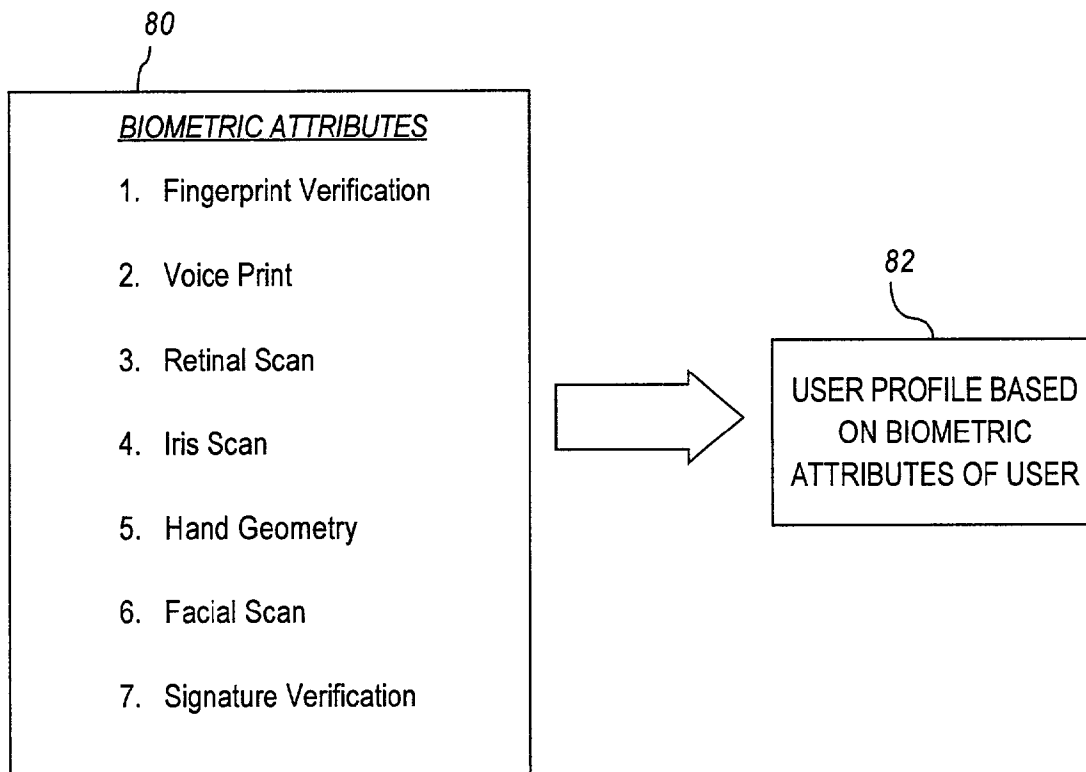 80
BIOMETRIC ATTRIBUTES
1. Fingerprint Verification
2. Voice Print
3. Retinal Scan
4. Iris Scan
5. Hand Geometry
6. Facial Scan
7. Signature Verification
82
USER PROFILE BASED
ON BIOMETRIC
ATTRIBUTES OF USER